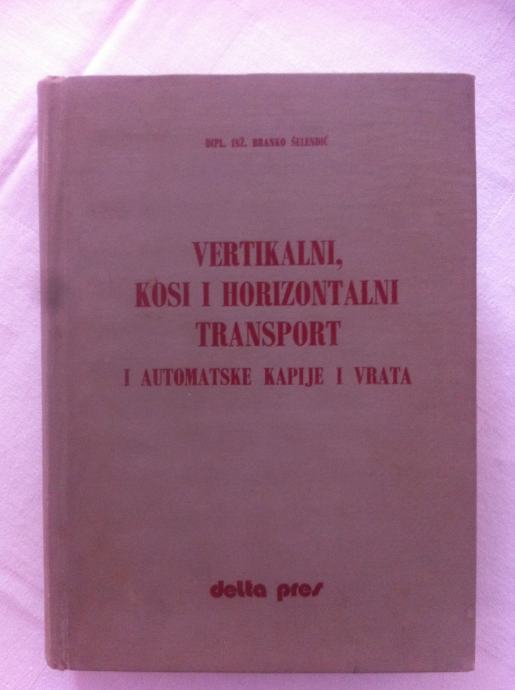 DIPL. INŽ. BRANKO ŠELENDIĆ
VERTIKALNI,
KOSI I HORIZONTALNI
TRANSPORT
I AUTOMATSKE KAPIJE I VRATA
delta pres